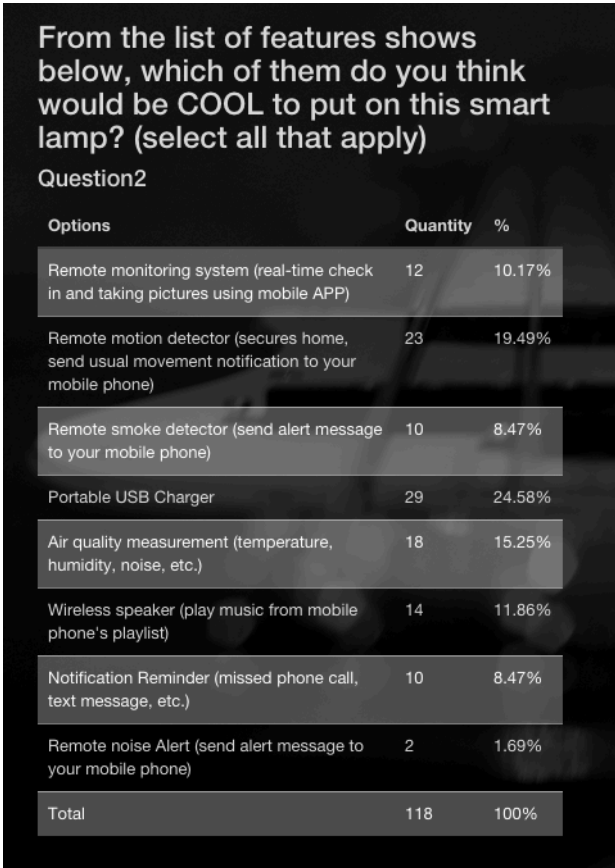 From the list of features shows
below, which of them do you think
would be COOL to put on this smart
lamp? (select all that apply)
Question2
Options Quantity %
Remote monitoring system (real-time check 12 10.17%
in and taking pictures using mobile APP)
Remote motion detector (secures home, 23 19.49%
send usual movement notification to your
mobile phone)
Remote smoke detector (send alert message 10 8.47%
to your mobile phone)
Portable USB Charger 29 24.58%
Air quality measurement (temperature, 18 15.25%
humidity, noise, etc.)
Wireless speaker (play music from mobile 14 11.86%
phone's playlist)
Notification Reminder (missed phone call, 10 8.47%
text message, etc.)
Remote noise Alert (send alert message to 2 1.69%
your mobile phone)
Total 118 100%